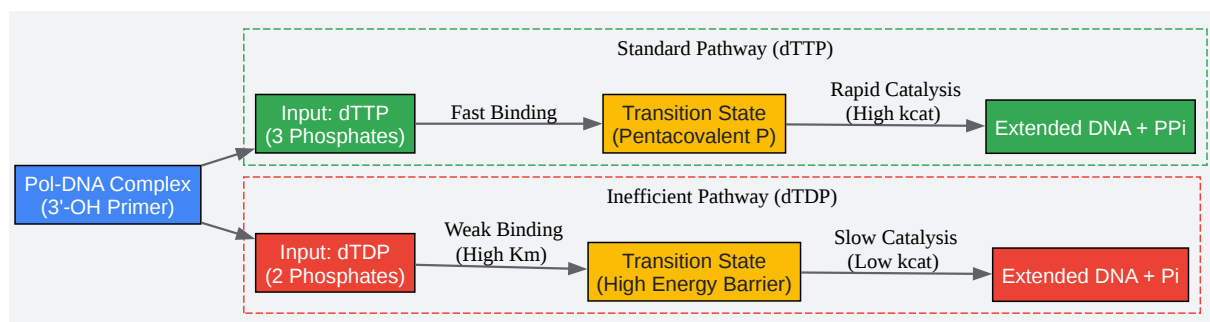 Standard Pathway (dTTP)
Input: dTTP
(3 Phosphates)
Fast Binding
Transition State
(Pentacovalent P)
Rapid Catalysis
(High kcat)
Extended DNA + PPi
Pol-DNA Complex
(3'-OH Primer)
Inefficient Pathway (dTDP)
Input: dTDP
(2 Phosphates)
Weak Binding
(High Km)
Transition State
(High Energy Barrier)
Slow Catalysis
(Low kcat)
Extended DNA + Pi